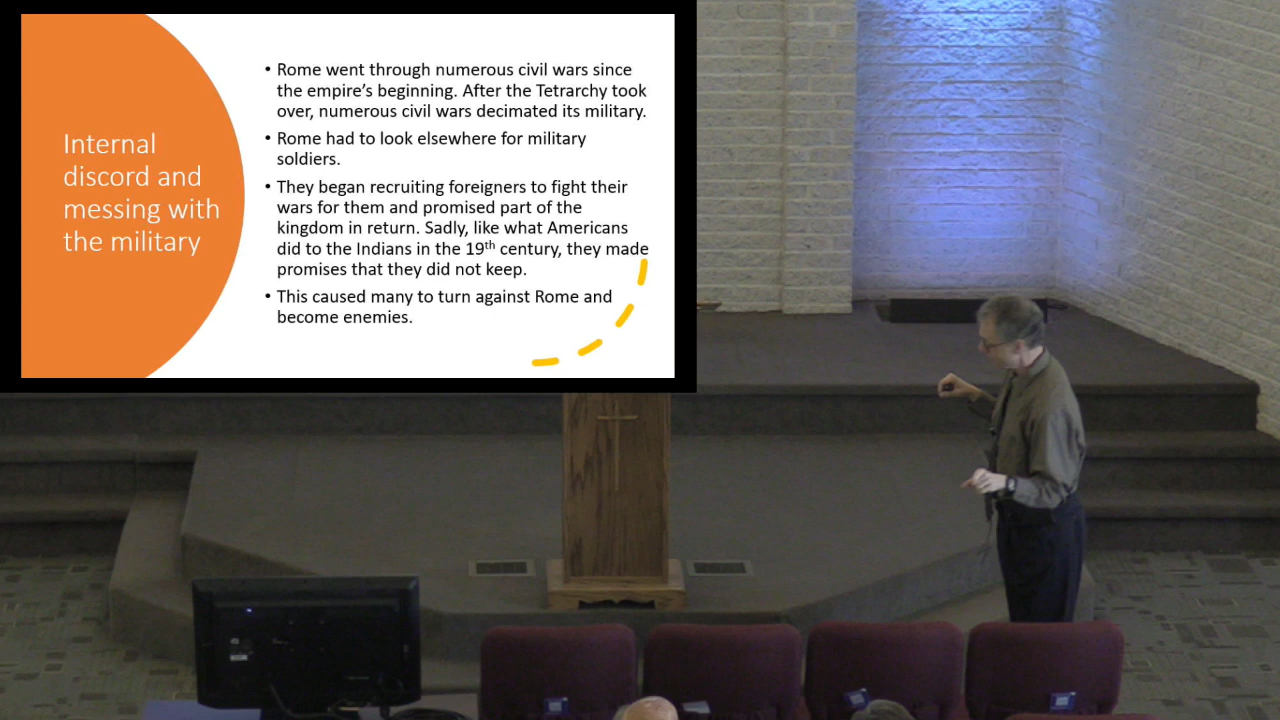 Internal
discord and
messing with
the military
• Rome went through numerous civil wars since
the empire's beginning. After the Tetrarchy took
over, numerous civil wars decimated its military.
• Rome had to look elsewhere for military
soldiers.
• They began recruiting foreigners to fight their
wars for them and promised part of the
kingdom in return. Sadly, like what Americans
did to the Indians in the 19th century, they made
promises that they did not keep.
• This caused many to turn against Rome and
become enemies.